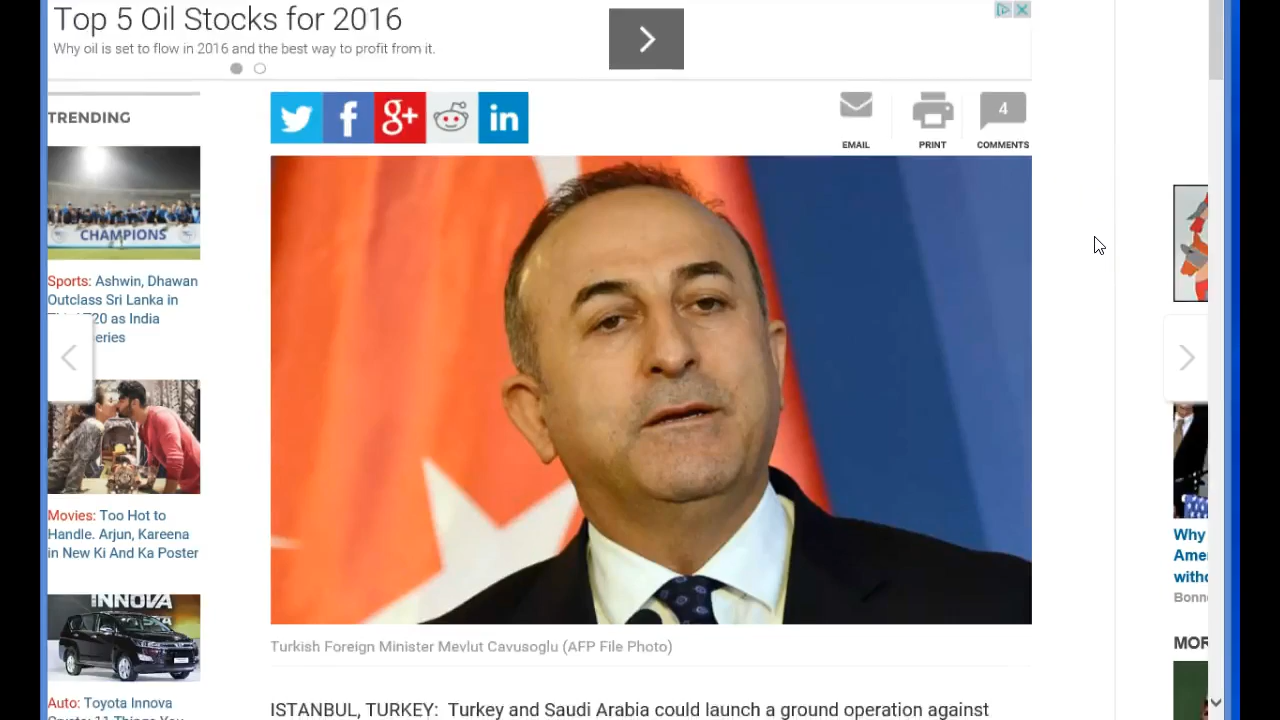 Top 5 Oil Stocks for 2016
Why oil is set to flow in 2016 and the best way to profit from it.
TRENDING
CHAMPIONS
Sports: Ashwin, Dhawan
Outclass Sri Lanka in
20 as India
eries
Movies: Too Hot to
Handle. Arjun, Kareena
in New Ki And Ka Poster
INNOVA
Auto: Toyota Innova
4
EMAIL
PRINT
COMMENTS
Turkish Foreign Minister Mevlut Cavusoglu (AFP File Photo)
ISTANBUL, TURKEY: Turkey and Saudi Arabia could launch a ground operation against
Why
Ame
witho
Bonn
MOR